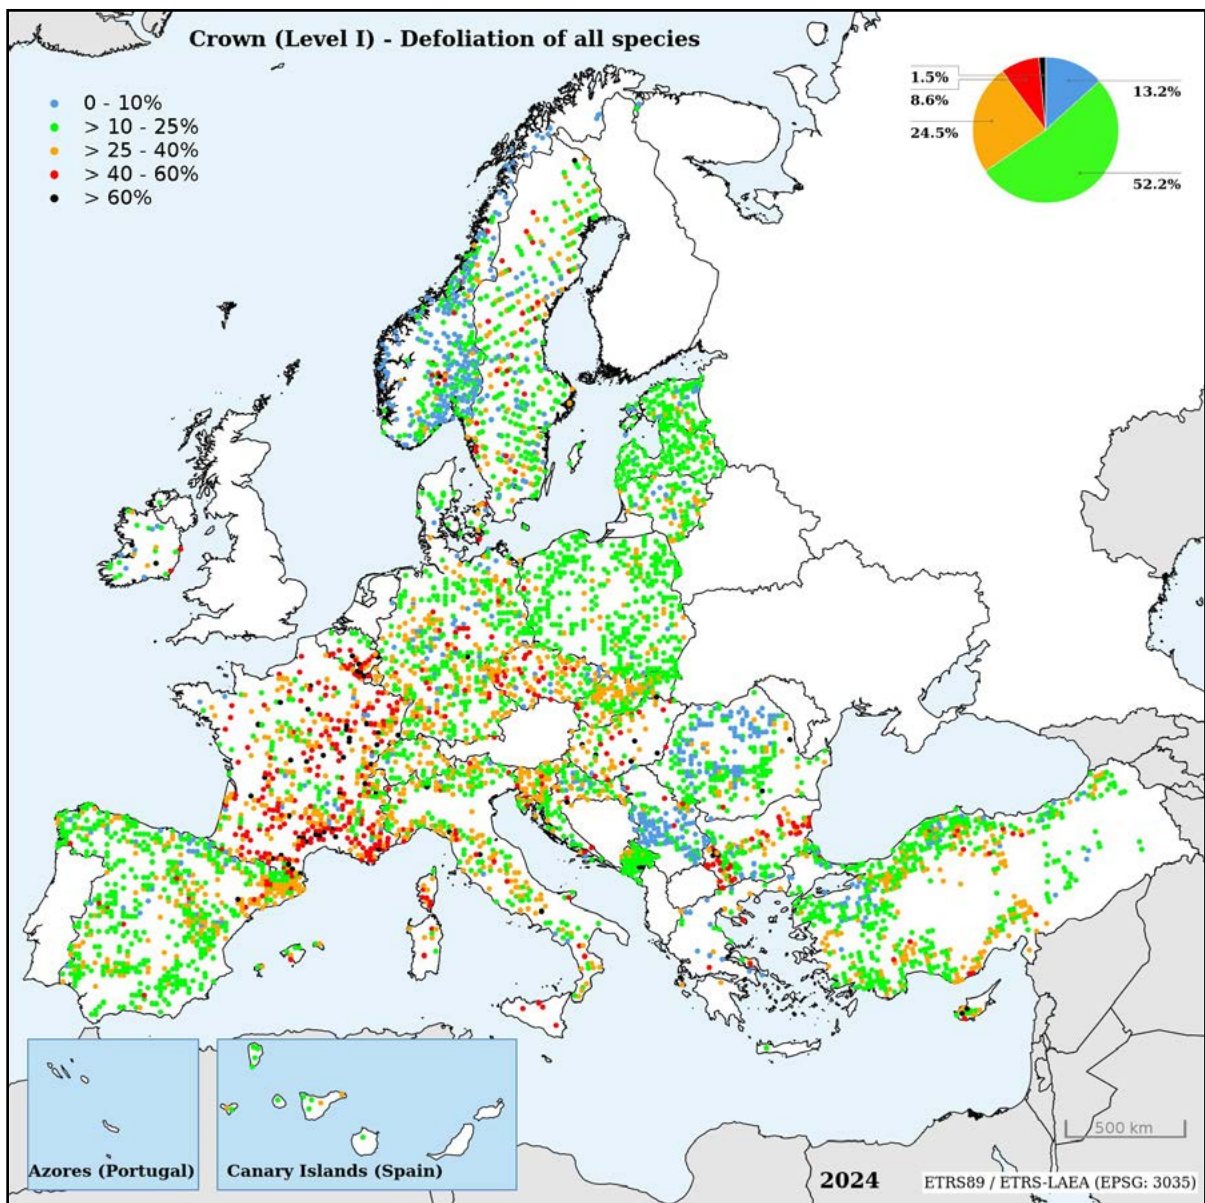 Crown (Level I) - Defoliation of all species
0 - 10%
> 10 - 25%
> 25 - 40%
> 40 - 60%
> 60%
1.5%
8.6%
24.5%
13.2%
52.2%
Azores (Portugal)
Canary Islands (Spain)
2024
500 km
ETRS89 / ETRS-LAEA (EPSG: 3035)